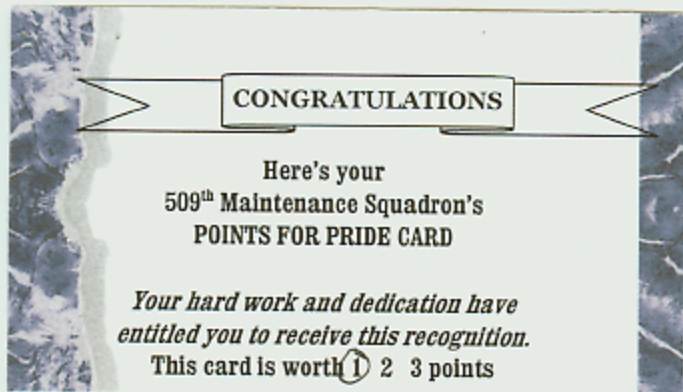 CONGRATULATIONS
Here's your
509th Maintenance Squadron's
POINTS FOR PRIDE CARD
Your hard work and dedication have
entitled you to receive this recognition.
This card is worth 1 2 3 points